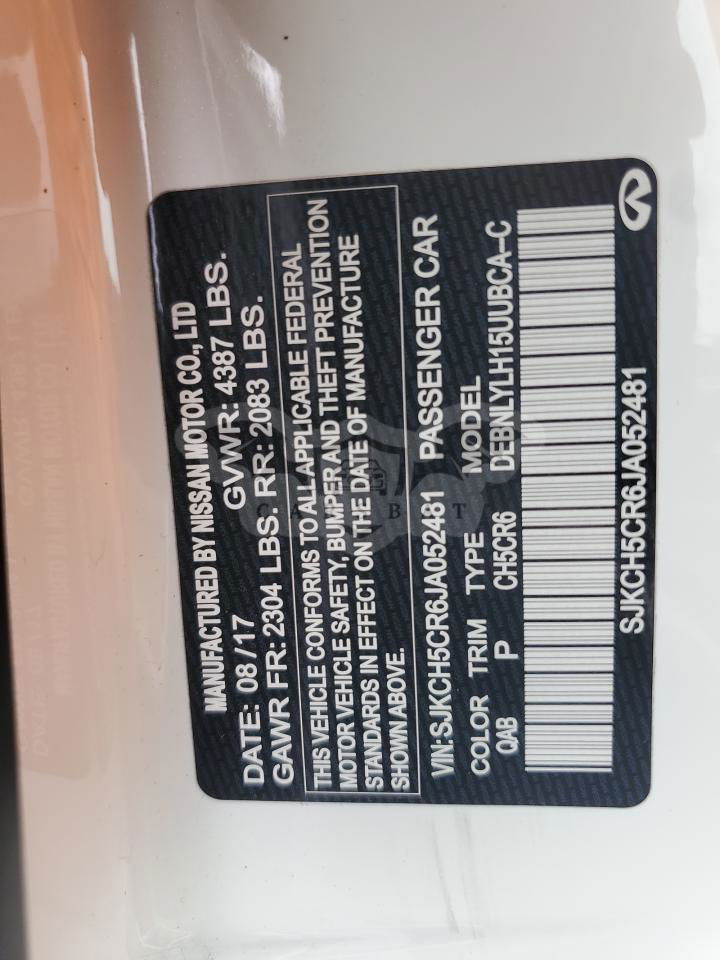 MANUFACTURED BY NISSAN MOTOR CO., LTD
DATE: 08 /17 GVWR: 4387 LBS.
GAWR FR: 2304 LBS. RR: 2083 LBS.
THIS VEHICLE CONFORMS TO ALL APPLICABLE FEDERAL
MOTOR VEHICLE SAFETY, BUMPER AND THEFT PREVENTION
STANDARDS IN EFFECT ON THE DATE OF MANUFACTURE
SHOWN ABOVE.
VIN:SJKCH5CR6JA052481 PASSENGER CAR
COLOR TRIM TYPE MODEL
QAB P CH5CR6 DEBNLYLH15UUBCA-C
SJKCH5CR6JA052481